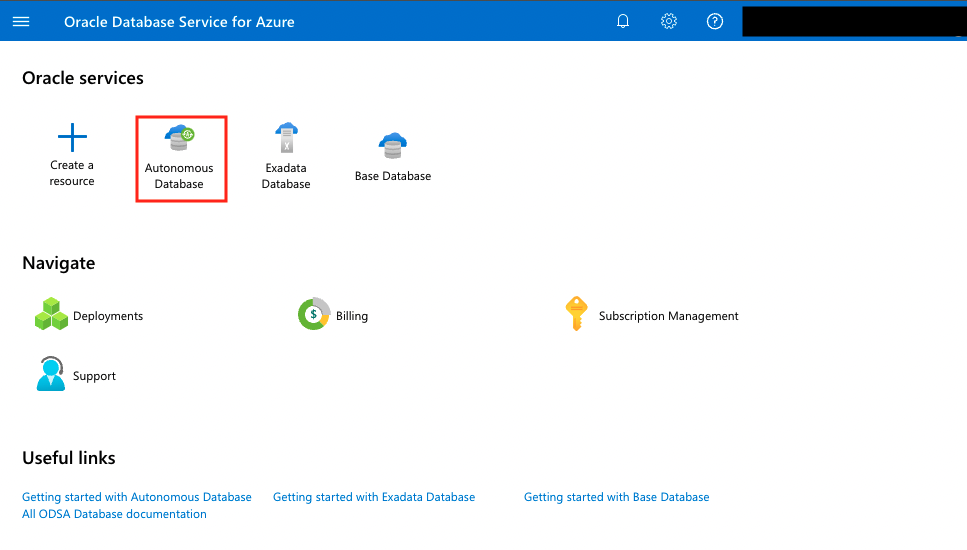 Oracle Database Service for Azure
Oracle services
Create a
resource
Autonomous
Database
Exadata
Database
Base Database
Navigate
Deployments
Billing
Subscription Management
Support
Useful links
Getting started with Autonomous Database
Getting started with Exadata Database
Getting started with Base Database
All ODSA Database documentation